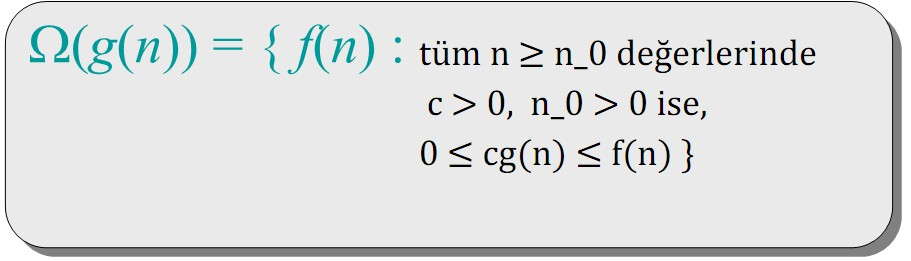 Ω(g(n)) = { f(n) : tüm n ≥ n_0 değerlerinde
c > 0, n_0 > 0 ise,
0 ≤ cg(n) ≤ f(n) }